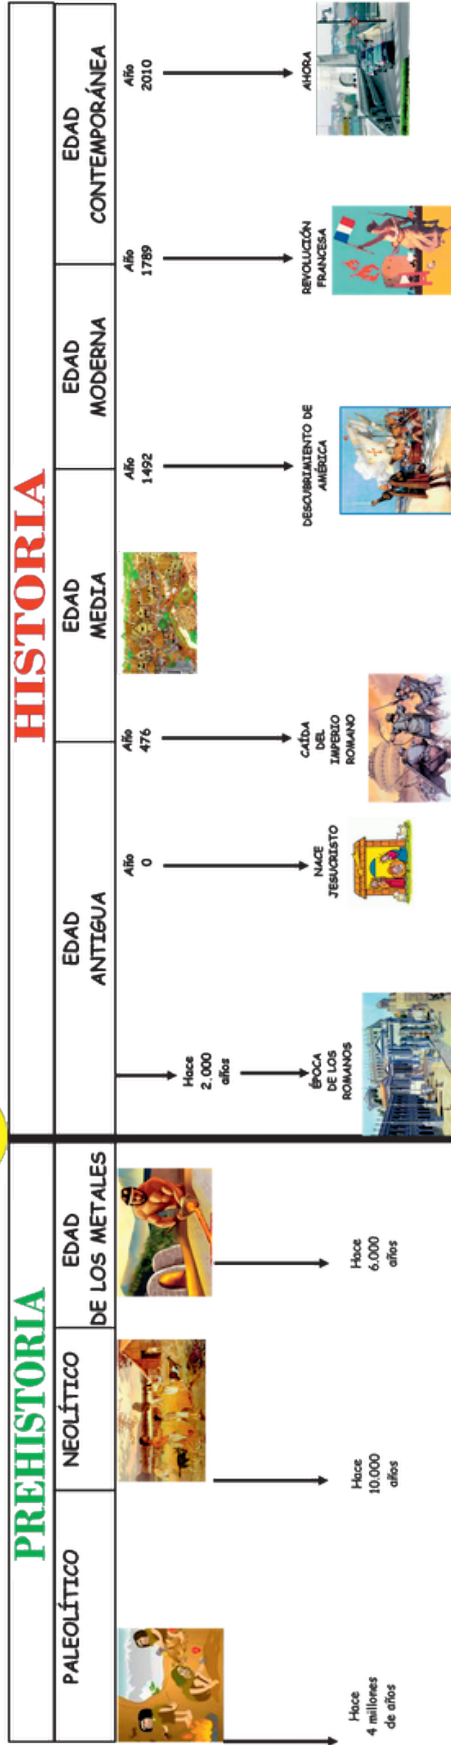 PREHISTORIA
HISTORIA
PALEOLÍTICO
NEOLÍTICO
EDAD
DE LOS METALES
EDAD
ANTIGUA
EDAD
MEDIA
EDAD
MODERNA
EDAD
CONTEMPORÁNEA
Hace
4 millones
de años
Hace
10.000
años
Hace
6.000
años
Hace
2.000
años
ÉPOCA
DE LOS
ROMANOS
Año
0
NACE
JESUCRISTO
Año
476
CAÍDA
DEL
IMPERIO
ROMANO
Año
1492
DESCUBRIMIENTO DE
AMÉRICA
Año
1789
REVOLUCIÓN
FRANCESA
Año
2010
AHORA